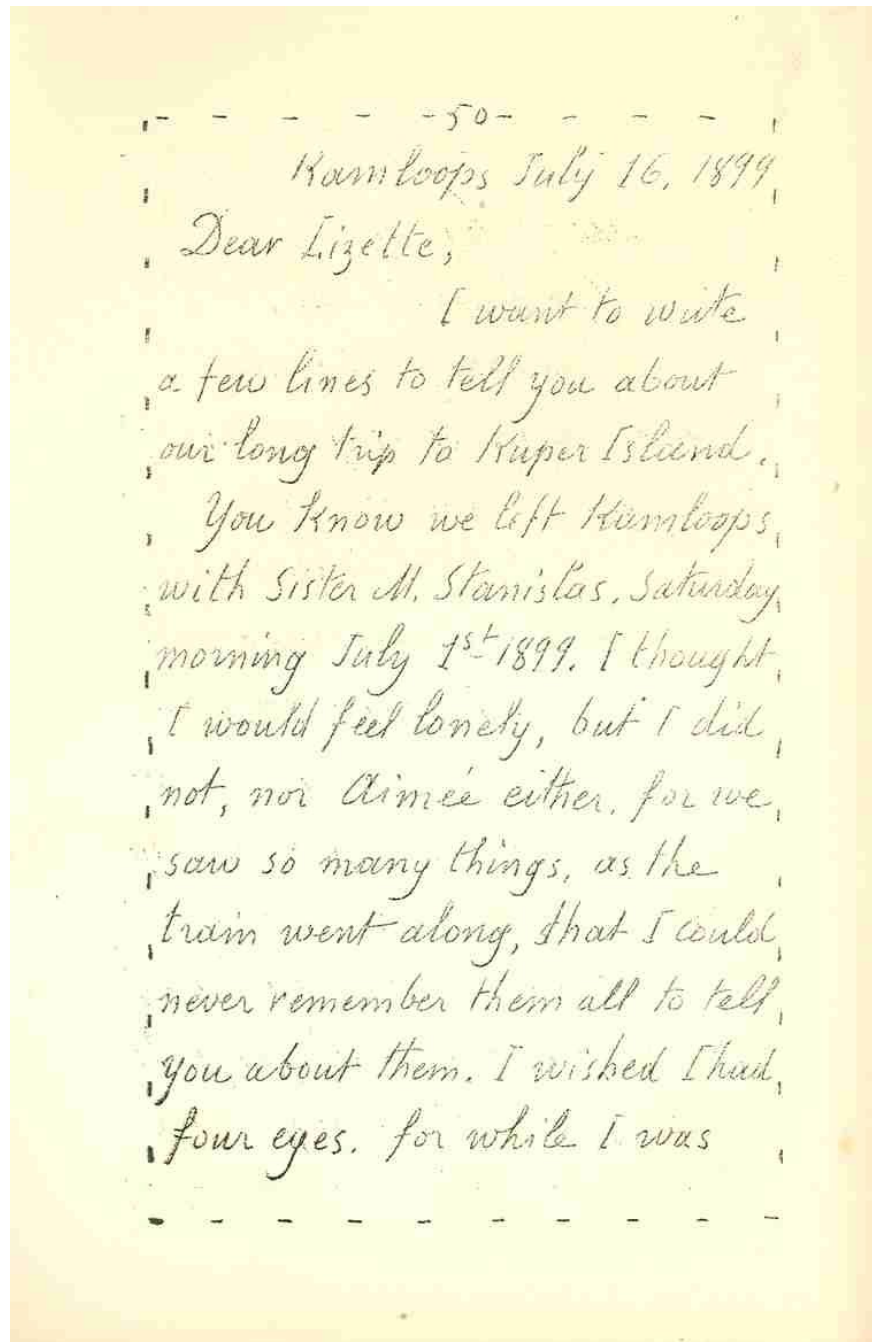 -50-
Kamloops July 16, 1899
Dear Lizette,
I want to write
a few lines to tell you about
our long trip to Kuper Island.
You know we left Kamloops
with Sister M. Stanislas. Saturday
morning July 1st 1899. I thought
I would feel lonely, but I did
not, nor Aimée either. for we
saw so many things, as the
train went along, that I could
never remember them all to tell
you about them. I wished I had
four eyes. for while I was